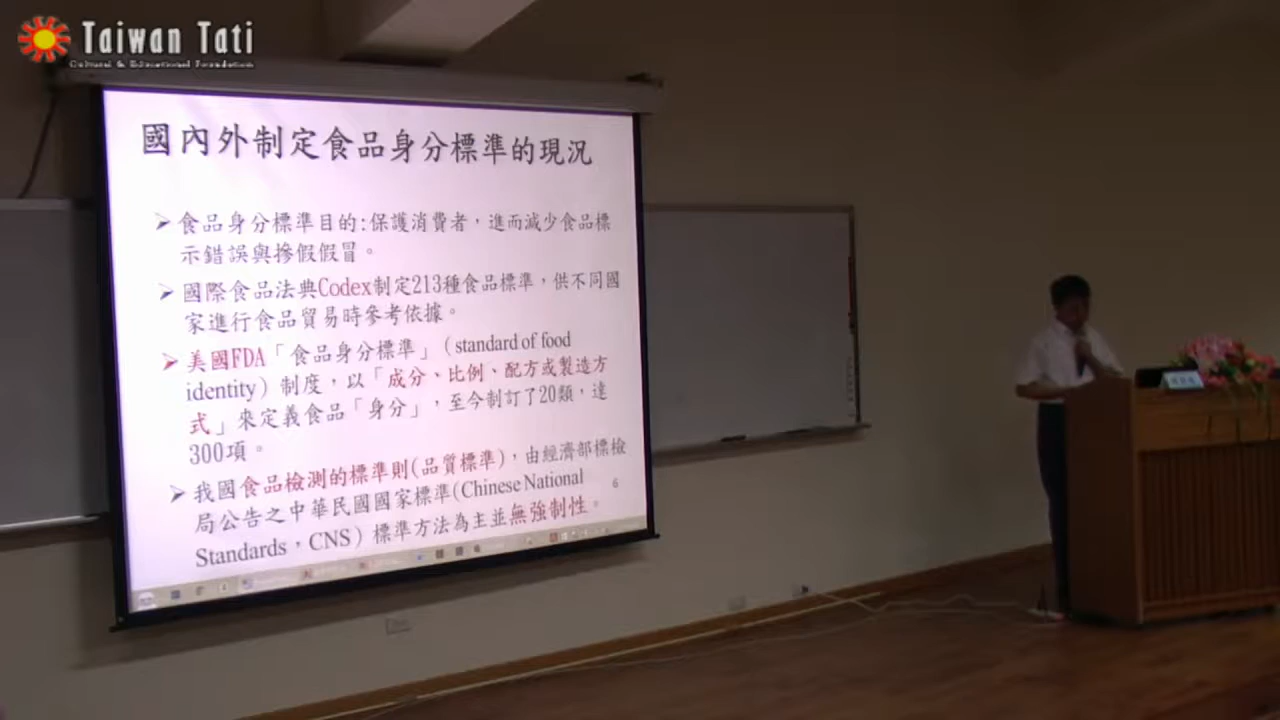 Taiwan Tati
Cultural & Educational Foundation
國內外制定食品身分標準的現況
食品身分標準目的:保護消費者,進而減少食品標
示錯誤與摻假假冒。
國際食品法典Codex制定213種食品標準,供不同國
家進行食品貿易時參考依據。
美國FDA「食品身分標準」(standard of food
identity)制度,以「成分、比例、配方或製造方
式」來定義食品「身分」,至今制訂了20類,達
300項。
我國食品檢測的標準則(品質標準),由經濟部標檢
局公告之中華民國國家標準(Chinese National
Standards,CNS)標準方法為主並無強制性。
6